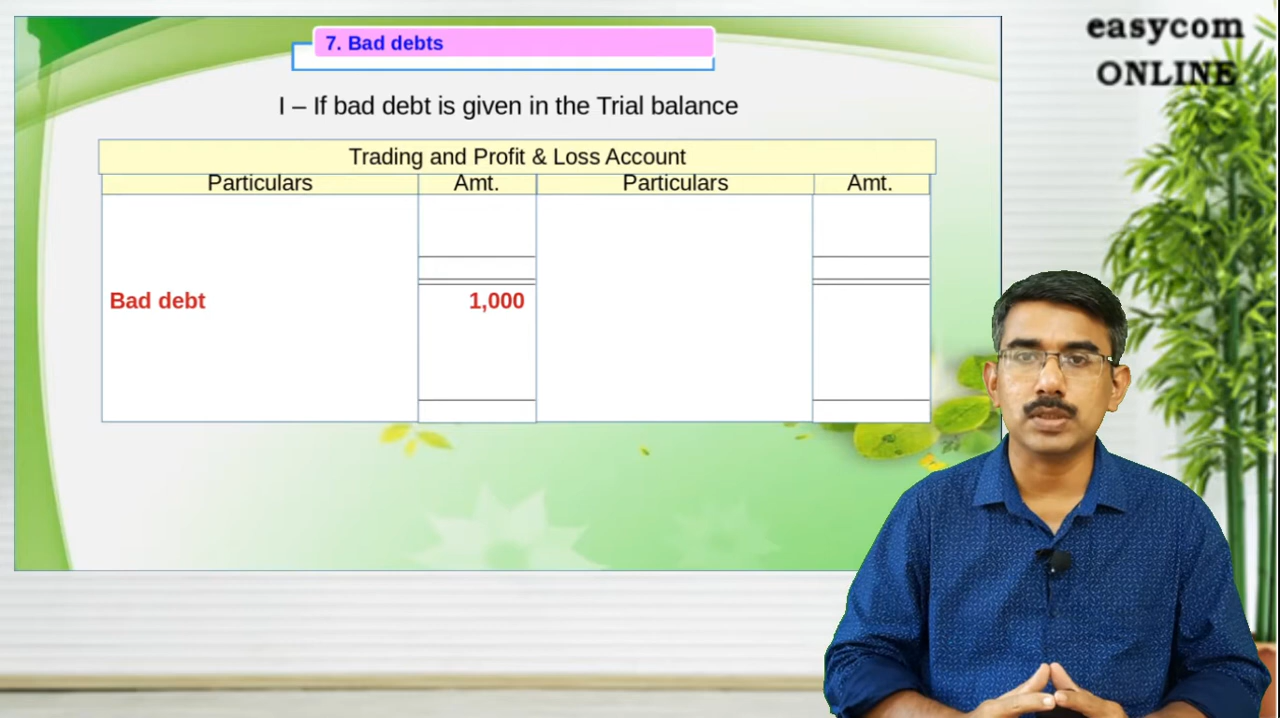 easycom
ONLINE
7. Bad debts
I – If bad debt is given in the Trial balance
Trading and Profit & Loss Account
Particulars Amt. Particulars Amt.
Bad debt 1,000